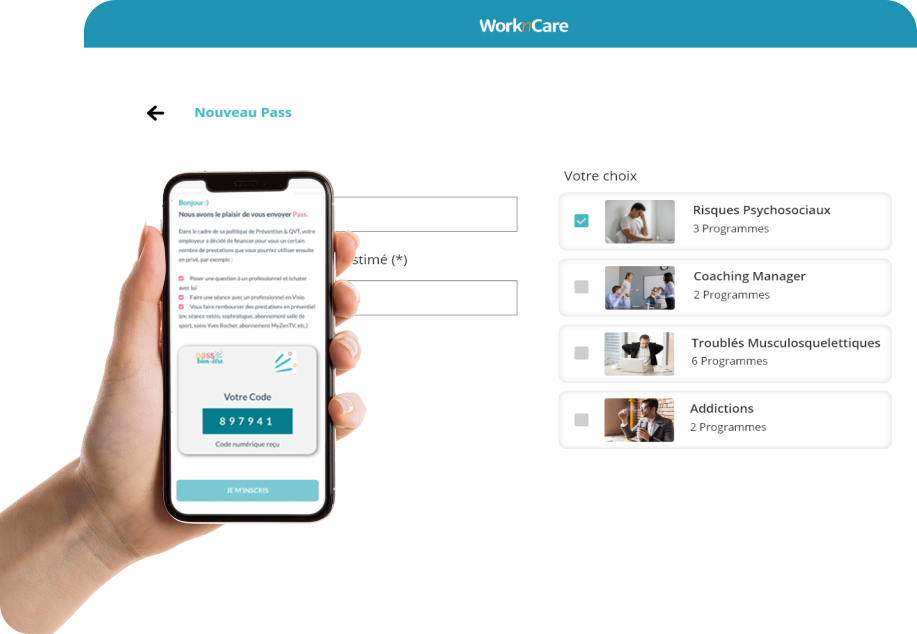 WorknCare
Nouveau Pass
Bonjour :)
Nous avons le plaisir de vous envoyer Pass.
Dans le cadre de sa politique de Prévention & QVT, votre
employeur a décidé de financer pour vous un certain
nombre de prestations que vous pourrez utiliser ensuite
en privé, par exemple :
Poser une question à un professionnel et tchater
avec lui
Faire une séance avec un professionnel en Visio
Vous faire rembourser des prestations en présentiel
(ex: séance ostéo, sophrologue, abonnement salle de
sport, soins Yves Rocher, abonnement MyZenTV, etc.)
pass
bien-être
Votre Code
897941
Code numérique reçu
JE M'INSCRIS
stimé (*)
Votre choix
Risques Psychosociaux
3 Programmes
Coaching Manager
2 Programmes
Troublés Musculosquelettiques
6 Programmes
Addictions
2 Programmes